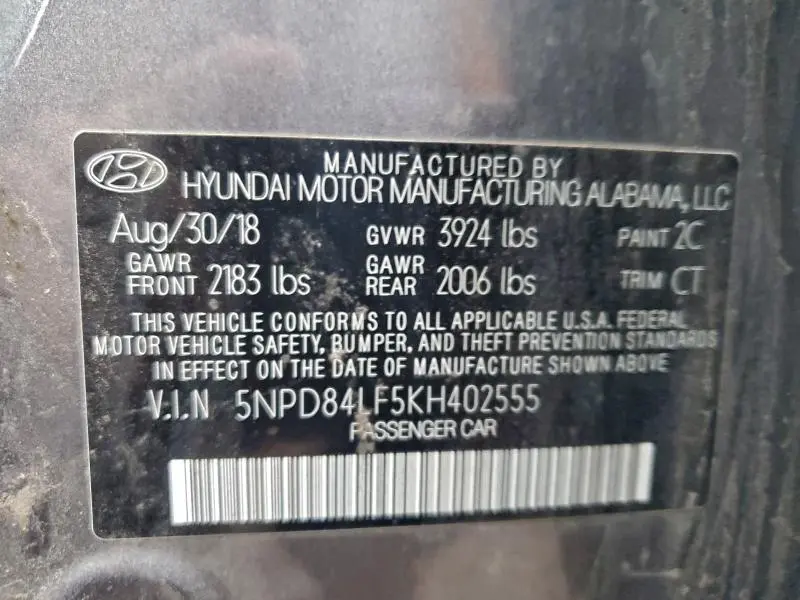 MANUFACTURED BY
HYUNDAI MOTOR MANUFACTURING ALABAMA, LLC
Aug/30/18 GVWR 3924 lbs PAINT 2C
GAWR FRONT 2183 lbs GAWR REAR 2006 lbs TRIM CT
THIS VEHICLE CONFORMS TO ALL APPLICABLE U.S.A. FEDERAL
MOTOR VEHICLE SAFETY, BUMPER, AND THEFT PREVENTION STANDARDS
IN EFFECT ON THE DATE OF MANUFACTURE SHOWN ABOVE
V.I.N 5NPD84LF5KH402555
PASSENGER CAR